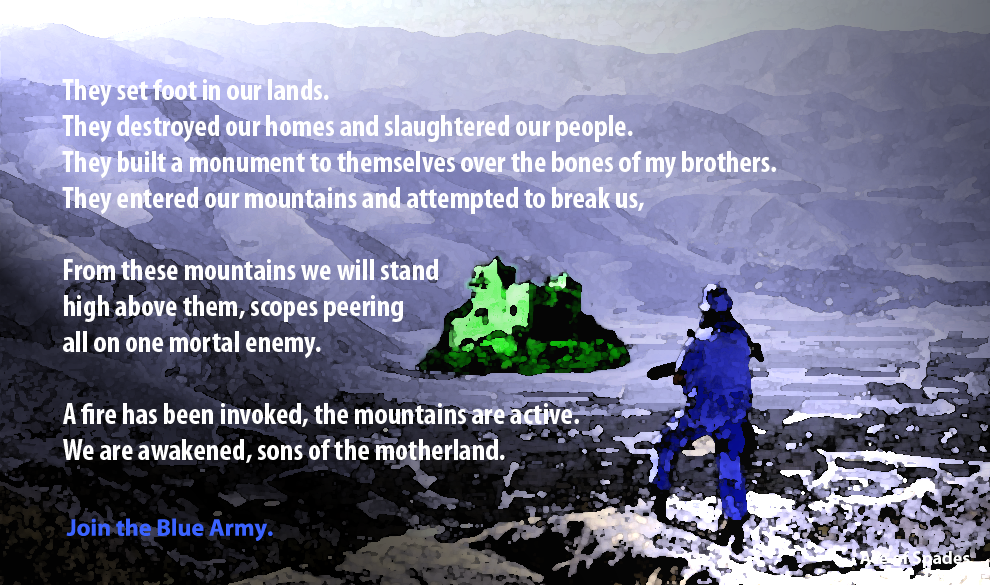 They set foot in our lands.
They destroyed our homes and slaughtered our people.
They built a monument to themselves over the bones of my brothers.
They entered our mountains and attempted to break us,
From these mountains we will stand
high above them, scopes peering
all on one mortal enemy.
A fire has been invoked, the mountains are active.
We are awakened, sons of the motherland.
Join the Blue Army.
Ace of Spades